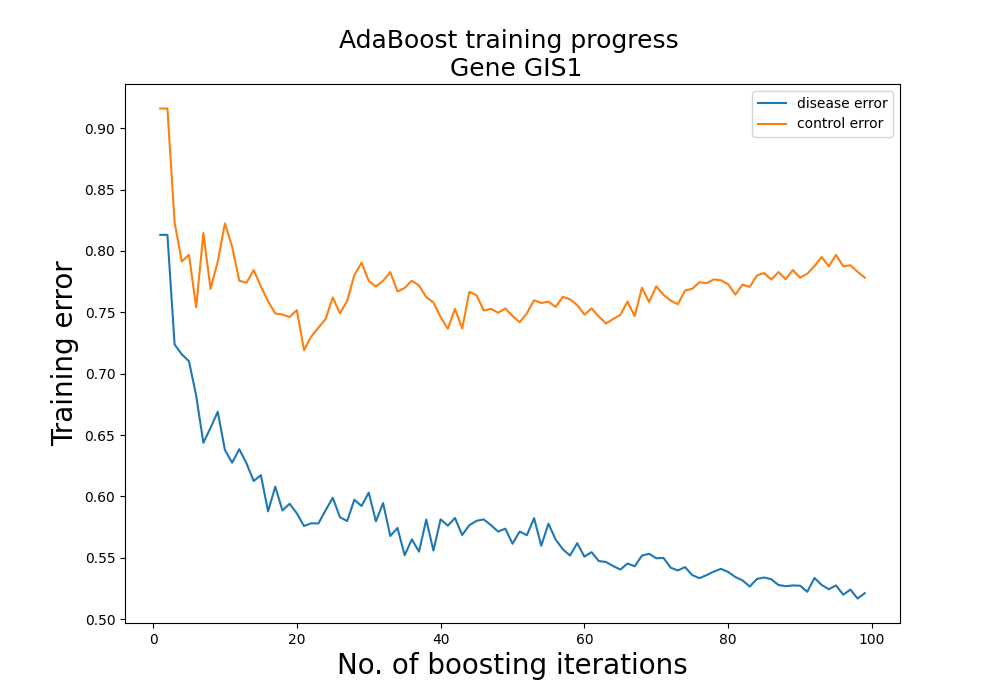 AdaBoost training progress
Gene GIS1
disease error
control error
0.90
0.85
0.80
0.75
0.70
0.65
0.60
0.55
0.50
Training error
0 20 40 60 80 100
No. of boosting iterations